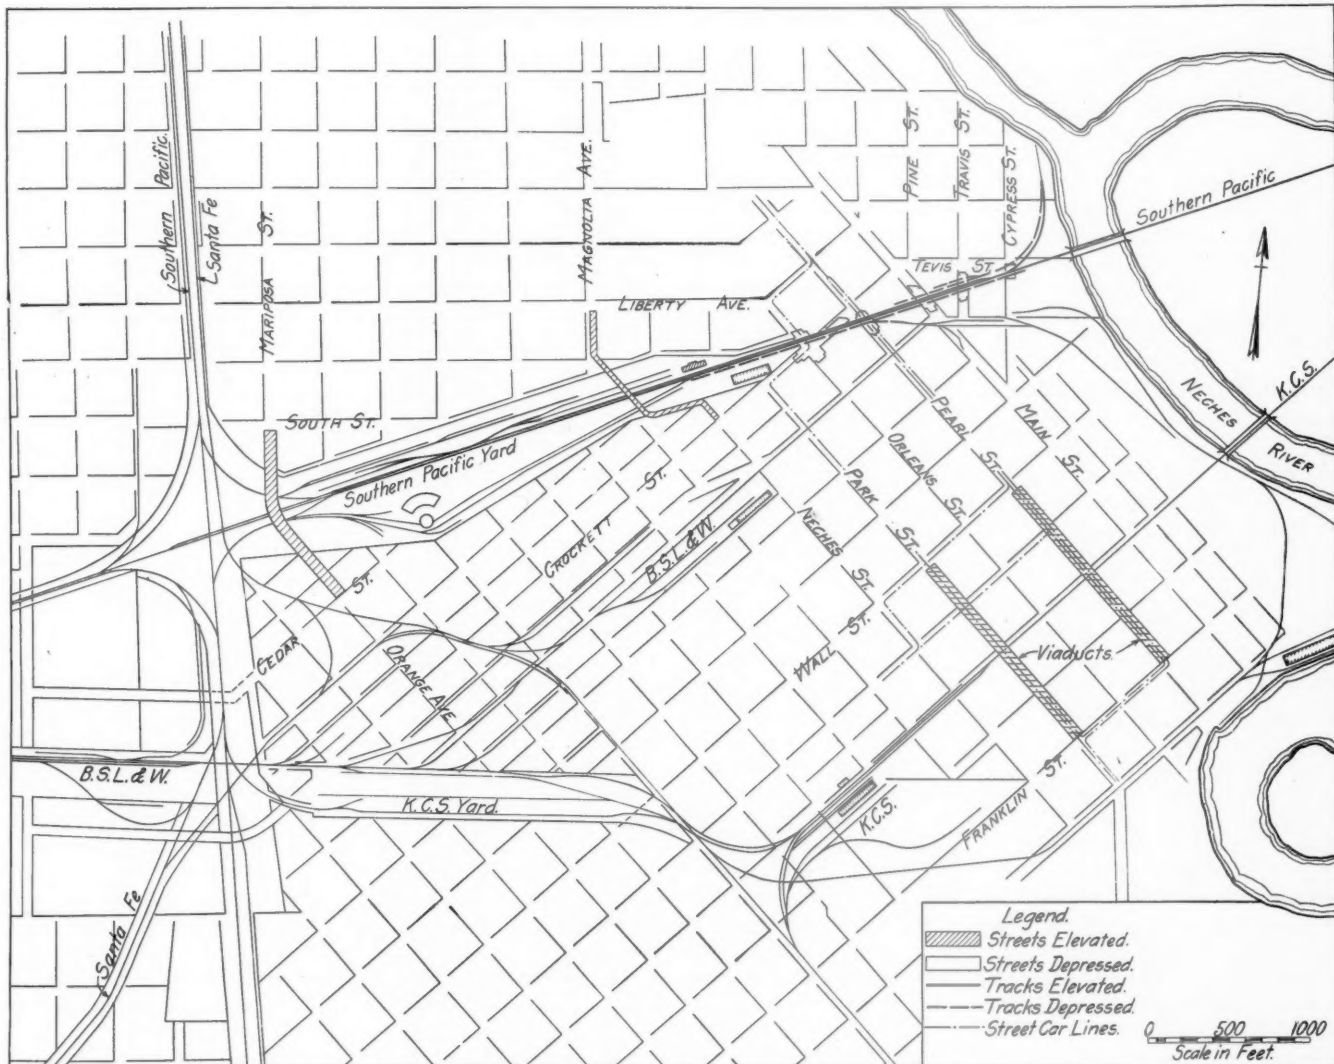 Southern Pacific.
Santa Fe
MARIPOSA ST.
MAGNOLIA AVE.
PINE ST.
TRAVIS ST.
CYPRESS ST.
Southern Pacific
TEVIS ST.
LIBERTY AVE.
K.C.S.
NECHES
RIVER
SOUTH ST.
Southern Pacific Yard
PEARL ST.
MAIN ST.
ORLEANS ST.
PARK ST.
NECHES ST.
CROCKETT ST.
B.S.L.&W.
WALL ST.
CEDAR ST.
ORANGE AVE.
Viaducts.
B.S.L.&W.
K.C.S. Yard.
K.C.S.
FRANKLIN ST.
Santa Fe
Legend.
Streets Elevated.
Streets Depressed.
Tracks Elevated.
Tracks Depressed.
Street Car Lines.
0 500 1000
Scale in Feet.